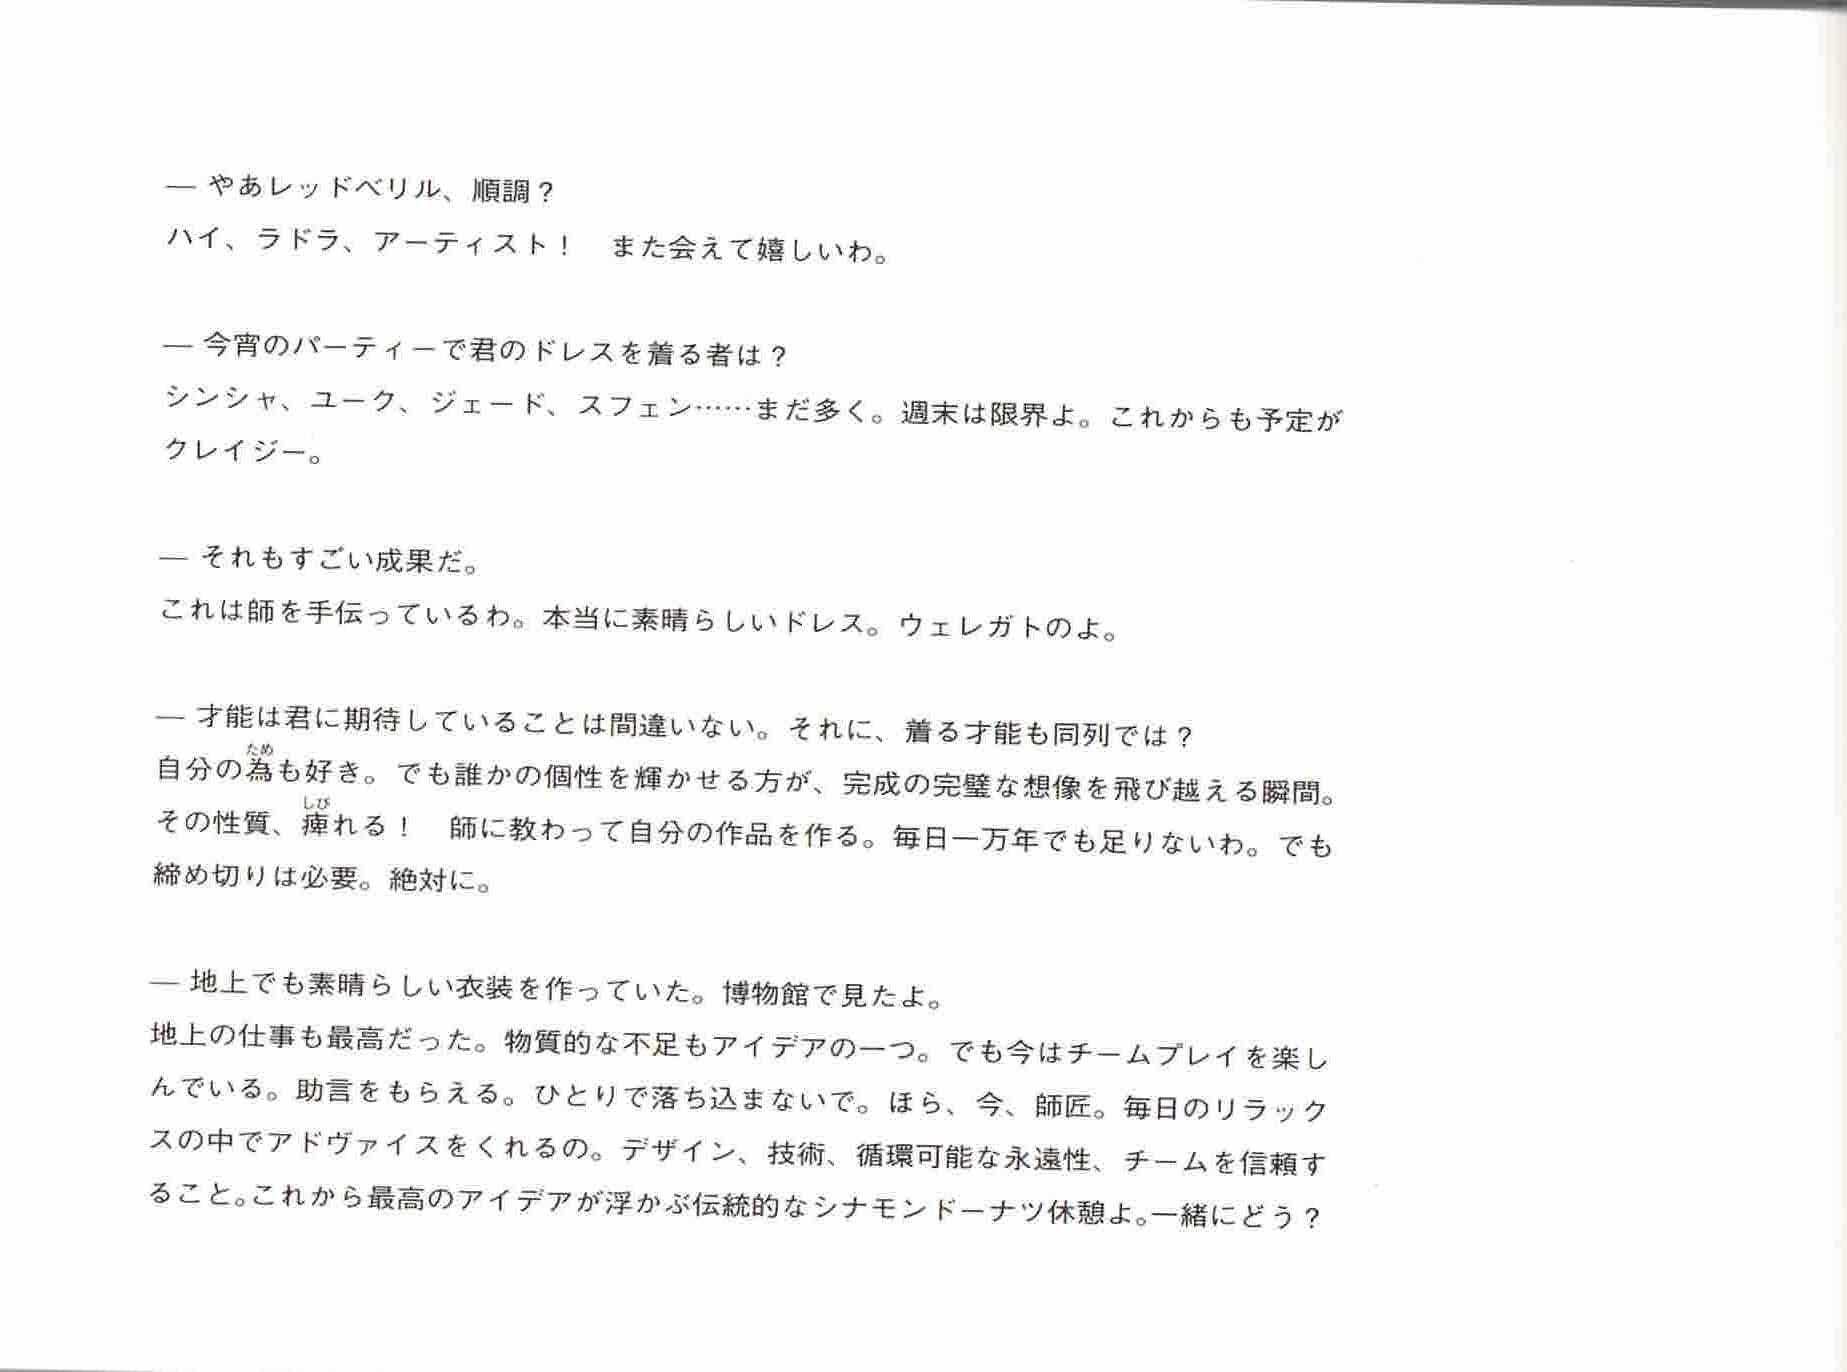 ― やあレッドベリル、順調？
ハイ、ラドラ、アーティスト！　また会えて嬉しいわ。
― 今宵のパーティーで君のドレスを着る者は？
シンシャ、ユーク、ジェード、スフェン……まだ多く。週末は限界よ。これからも予定が
クレイジー。
― それもすごい成果だ。
これは師を手伝っているわ。本当に素晴らしいドレス。ウェレガトのよ。
― 才能は君に期待していることは間違いない。それに、着る才能も同列では？
自分の為も好き。でも誰かの個性を輝かせる方が、完成の完璧な想像を飛び越える瞬間。
その性質、痺れる！　師に教わって自分の作品を作る。毎日一万年でも足りないわ。でも
締め切りは必要。絶対に。
― 地上でも素晴らしい衣装を作っていた。博物館で見たよ。
地上の仕事も最高だった。物質的な不足もアイデアの一つ。でも今はチームプレイを楽し
んでいる。助言をもらえる。ひとりで落ち込まないで。ほら、今、師匠。毎日のリラック
スの中でアドヴァイスをくれるの。デザイン、技術、循環可能な永遠性、チームを信頼す
ること。これから最高のアイデアが浮かぶ伝統的なシナモンドーナツ休憩よ。一緒にどう？